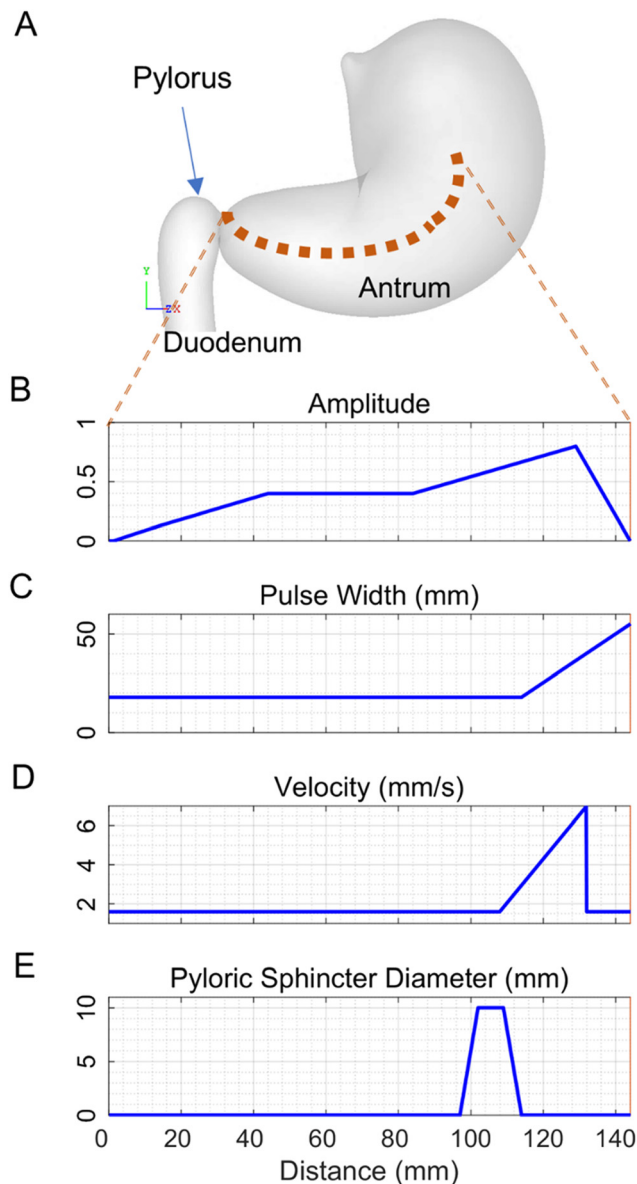 A
Pylorus
Y
Z X
Antrum
Duodenum
B
Amplitude
1
0.5
0
C
Pulse Width (mm)
50
0
D
Velocity (mm/s)
6
4
2
E
Pyloric Sphincter Diameter (mm)
10
5
0
0 20 40 60 80 100 120 140
Distance (mm)